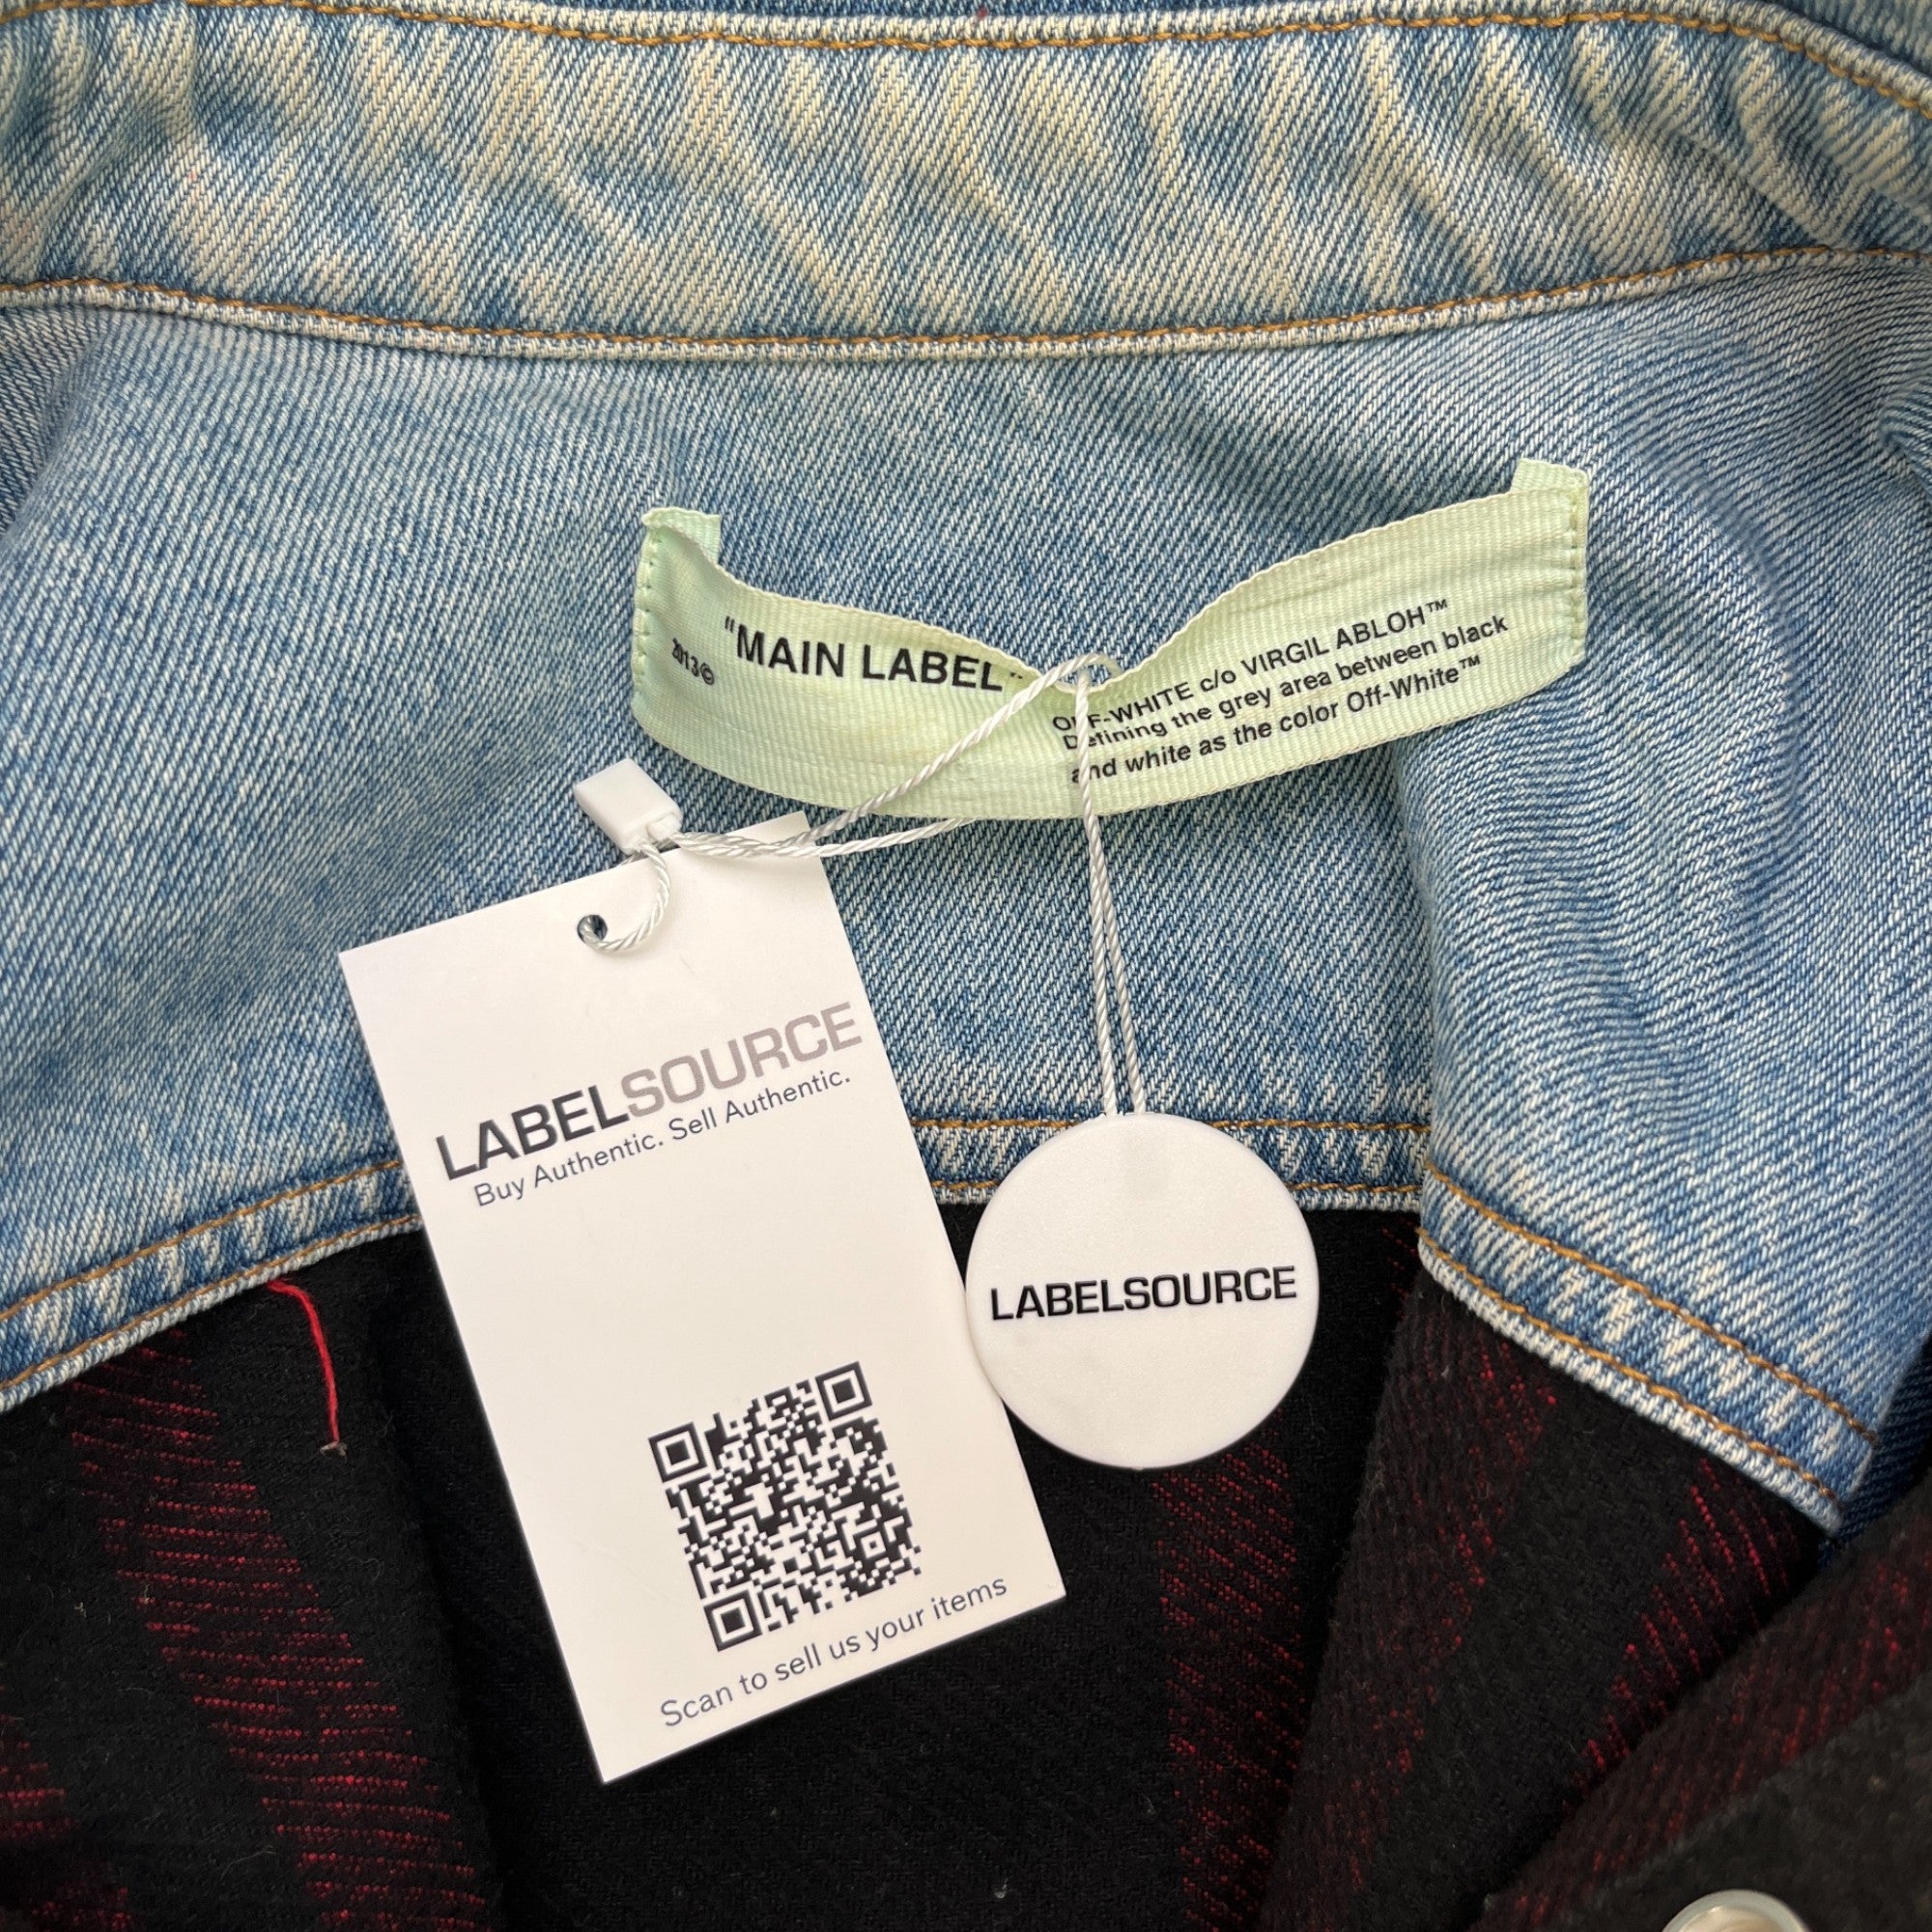 "MAIN LABEL"
2013©
OFF-WHITE c/o VIRGIL ABLOH™
Defining the grey area between black
and white as the color Off-White™
LABELSOURCE
Buy Authentic. Sell Authentic.
Scan to sell us your items
LABELSOURCE